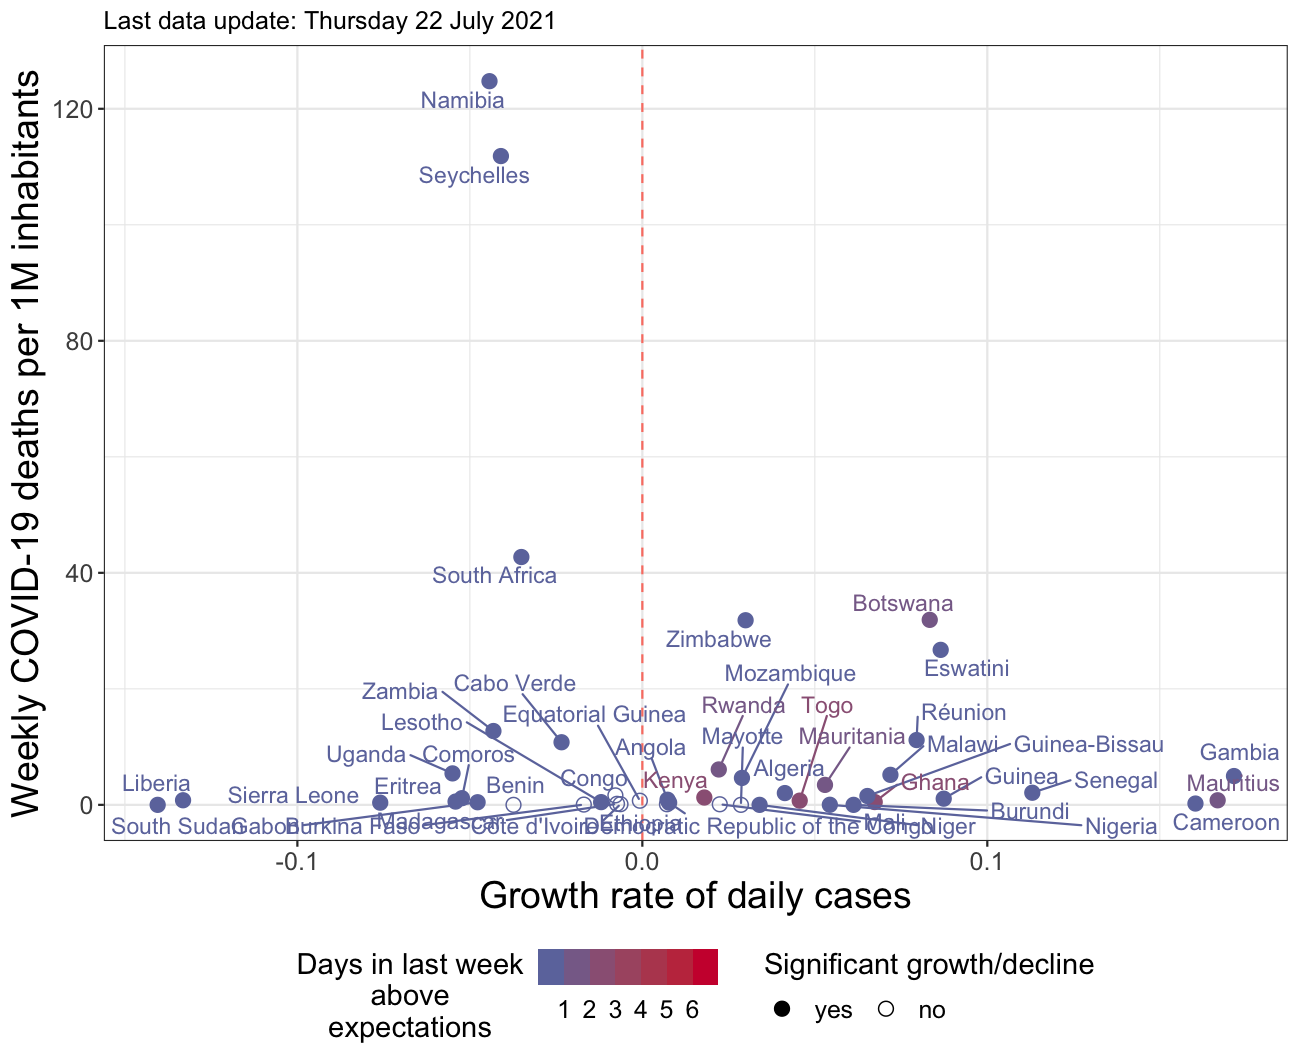 Last data update: Thursday 22 July 2021
Weekly COVID-19 deaths per 1M inhabitants
120
80
40
0
Namibia
Seychelles
South Africa
Botswana
Zimbabwe
Eswatini
Mozambique
Zambia
Cabo Verde
Rwanda
Togo
Lesotho
Equatorial Guinea
Réunion
Uganda
Comoros
Angola
Mayotte
Mauritania
Malawi
Guinea-Bissau
Gambia
Liberia
Eritrea
Benin
Congo
Kenya
Algeria
Ghana
Guinea
Senegal
Mauritius
Sierra Leone
Burundi
South Sudan
Gabon
Burkina Faso
Madagascar
Côte d'Ivoire
Ethiopia
Democratic Republic of the Congo
Mali
Niger
Nigeria
Cameroon
-0.1
0.0
0.1
Growth rate of daily cases
Days in last week
above
expectations
1 2 3 4 5 6
Significant growth/decline
yes
no